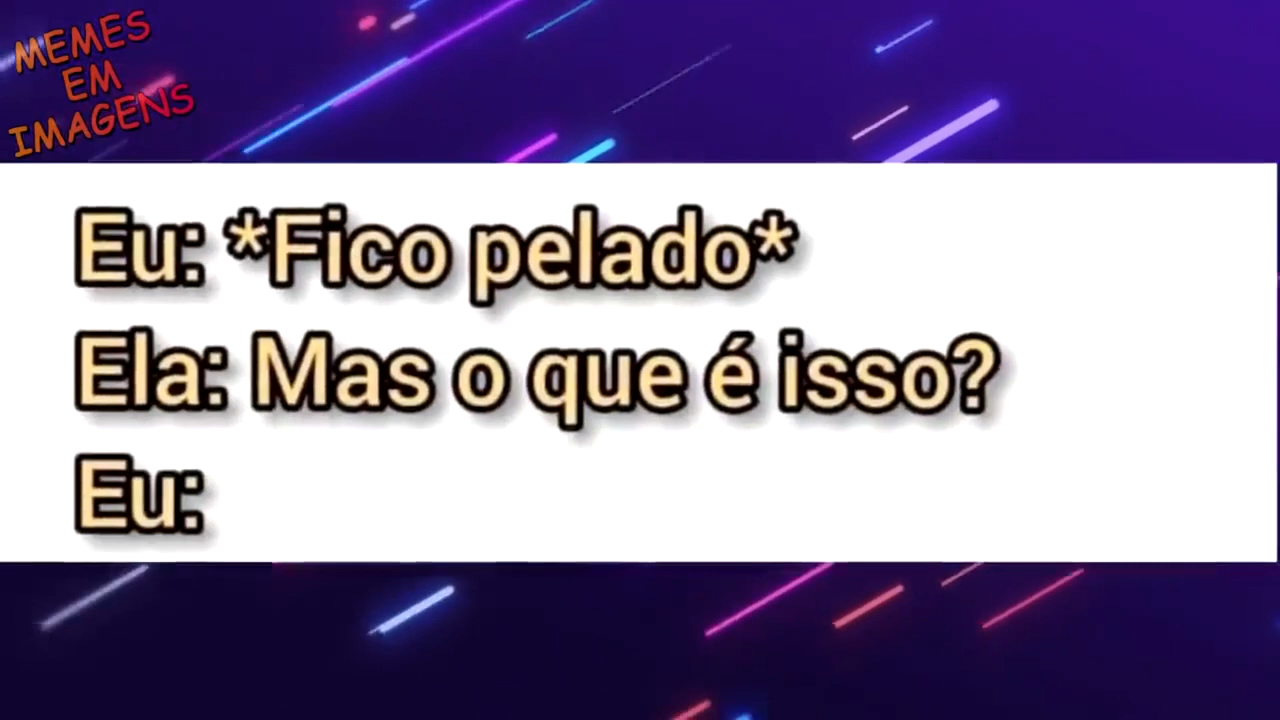 MEMES
EM
IMAGENS
Eu: *Fico pelado*
Ela: Mas o que é isso?
Eu: